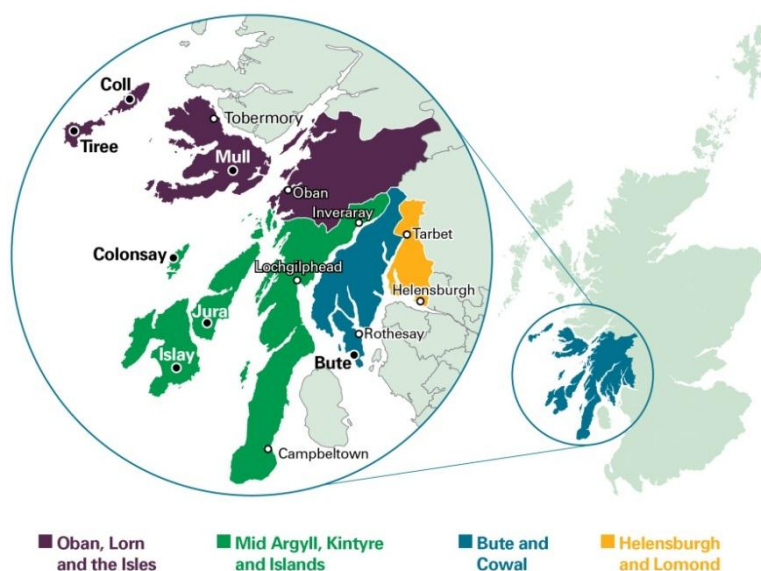 Coll
Tobermory
Tiree
Mull
Oban
Inveraray
Tarbet
Colonsay
Lochgilphead
Helensburgh
Jura
Rothesay
Islay
Bute
Campbeltown
Oban, Lorn
and the Isles
Mid Argyll, Kintyre
and Islands
Bute and
Cowal
Helensburgh
and Lomond